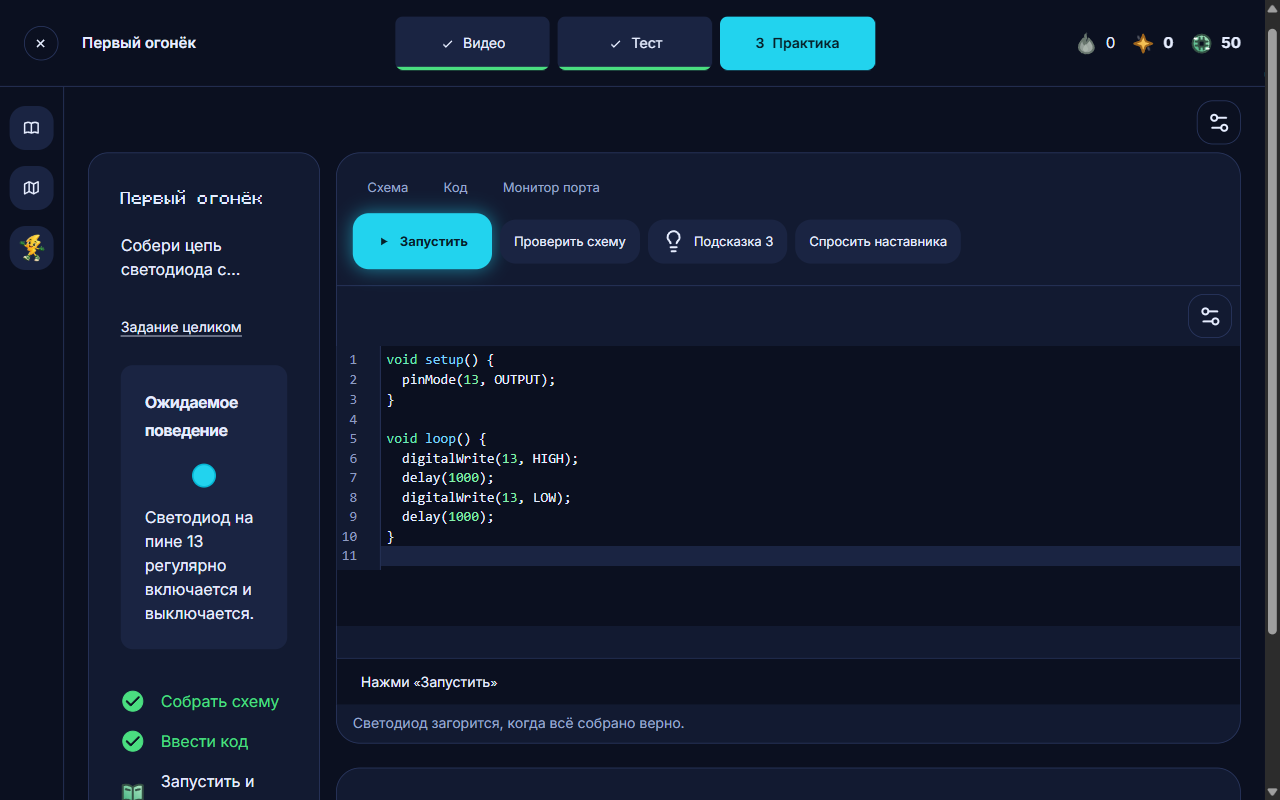 Первый огонёк
Видео
Тест
3 Практика
0
0
50
Первый огонёк
Собери цепь
светодиода с...
Задание целиком
Ожидаемое
поведение
Светодиод на
пине 13
регулярно
включается и
выключается.
Собрать схему
Ввести код
Запустить и
Схема Код Монитор порта
Запустить
Проверить схему
Подсказка 3
Спросить наставника
1 void setup() {
2 pinMode(13, OUTPUT);
3 }
4
5 void loop() {
6 digitalWrite(13, HIGH);
7 delay(1000);
8 digitalWrite(13, LOW);
9 delay(1000);
10 }
11
Нажми «Запустить»
Светодиод загорится, когда всё собрано верно.